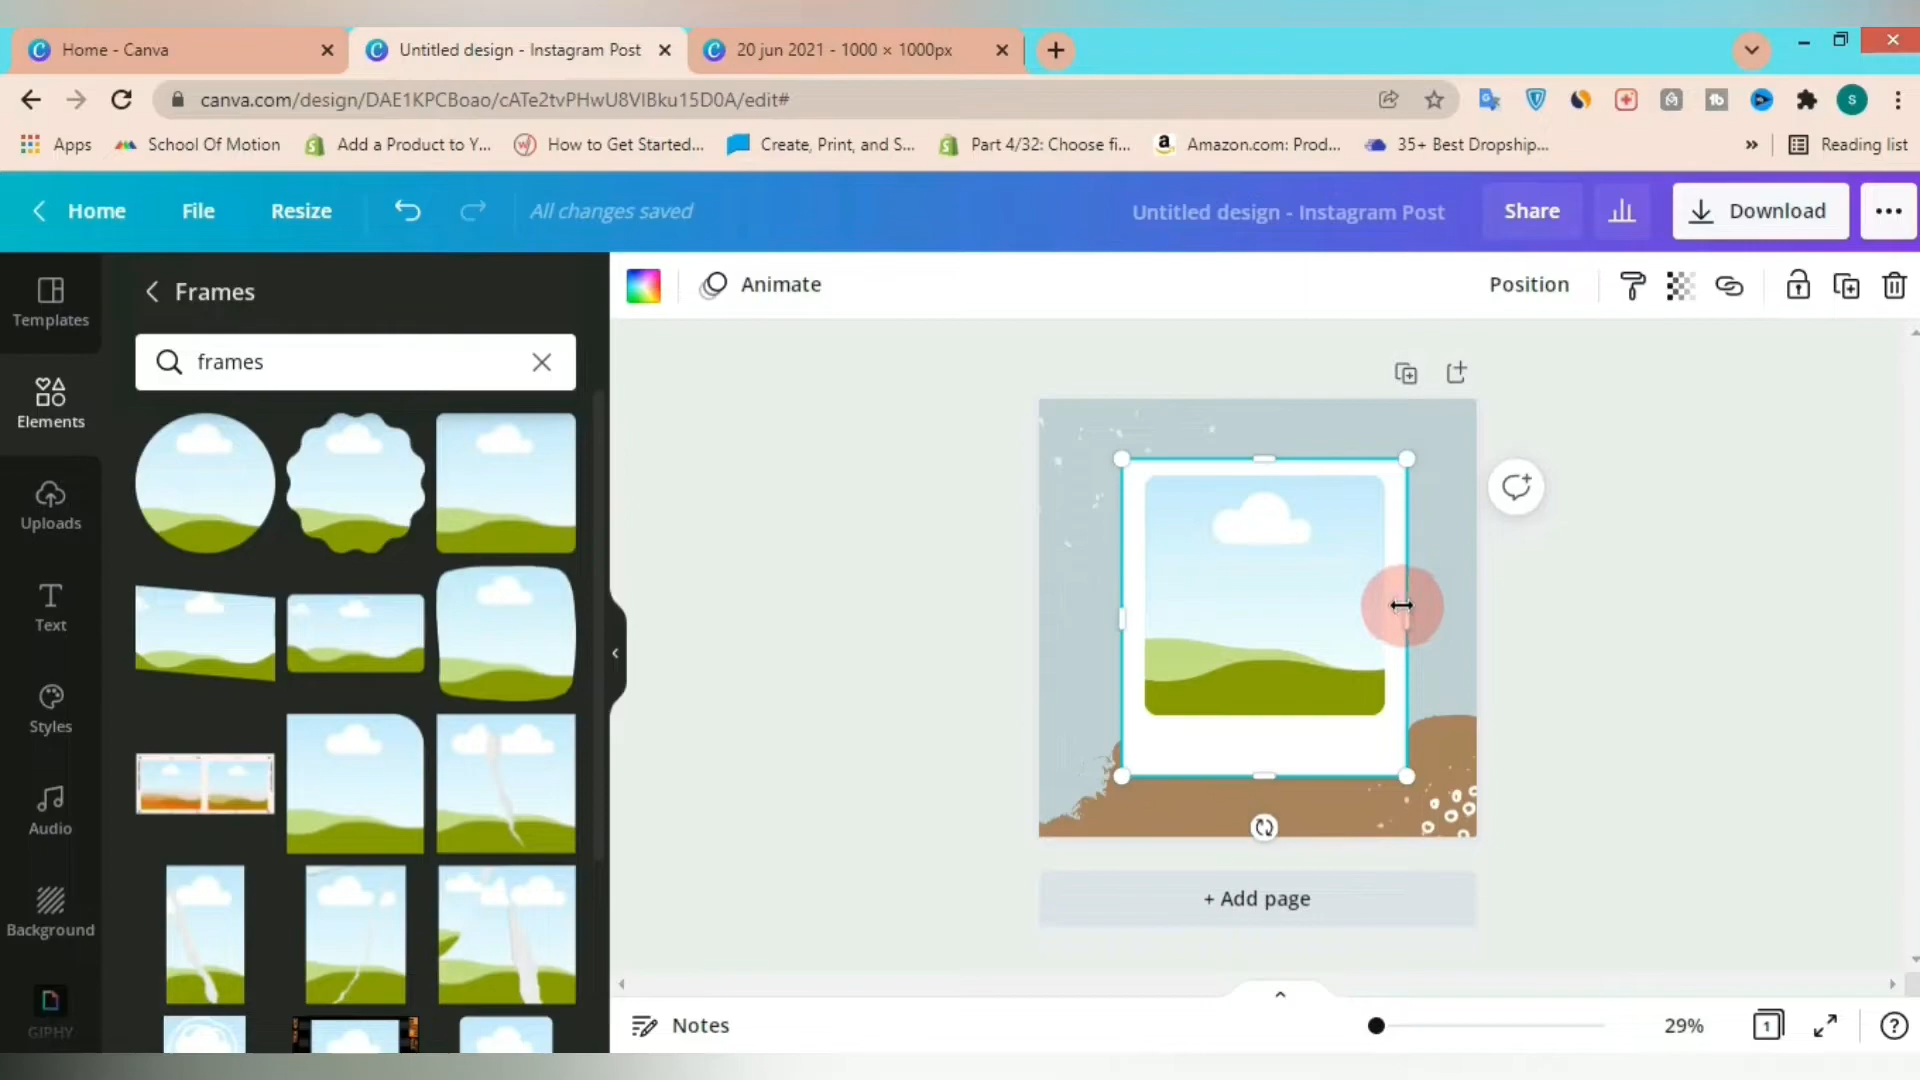 Home - Canva
Untitled design - Instagram Post
20 jun 2021 - 1000 × 1000px
canva.com/design/DAE1KPCBoao/cATe2tvPHwU8VIBku15D0A/edit#
S
Apps
School Of Motion
Add a Product to Y...
How to Get Started...
Create, Print, and S...
Part 4/32: Choose fi...
Amazon.com: Prod...
35+ Best Dropship...
»
Reading list
Home
File
Resize
All changes saved
Untitled design - Instagram Post
Share
Download
Templates
Elements
Uploads
Text
Styles
Audio
Background
GIPHY
Frames
frames
Animate
Position
+ Add page
Notes
29%
1
?